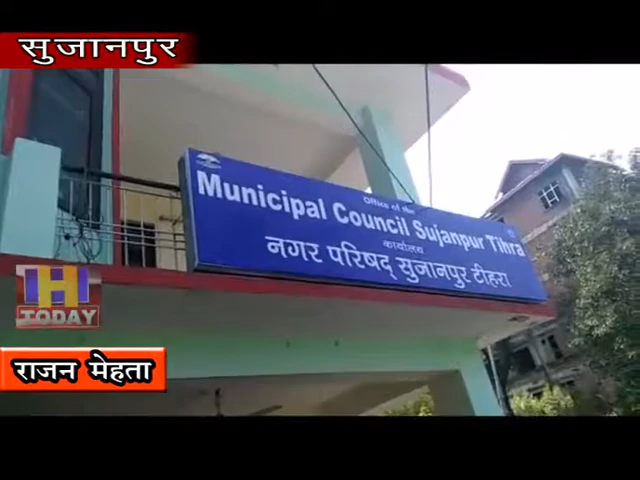 सुजानपुर
Office of the
Municipal Council Sujanpur Tihra
कार्यालय
नगर परिषद् सुजानपुर टीहरा
H
TODAY
राजन मेहता